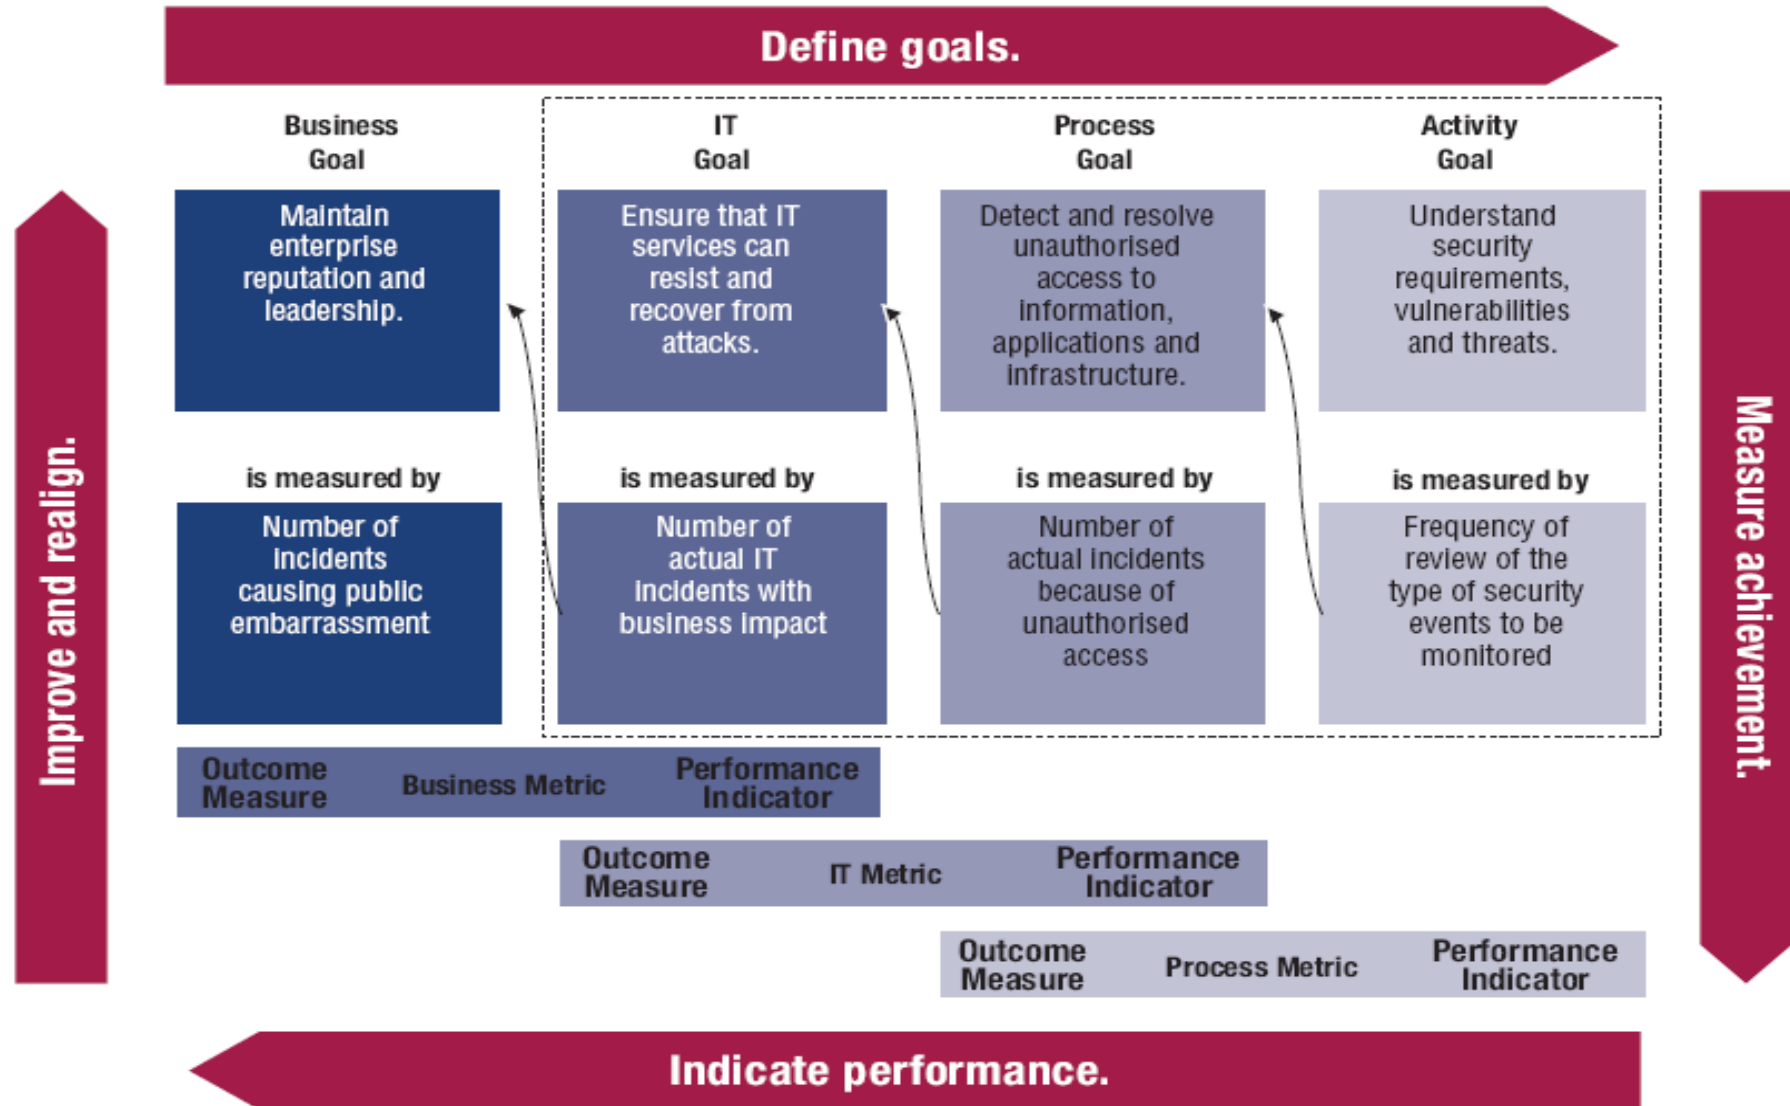 Define goals.
Business
Goal
IT
Goal
Process
Goal
Activity
Goal
Maintain
enterprise
reputation and
leadership.
Ensure that IT
services can
resist and
recover from
attacks.
Detect and resolve
unauthorised
access to
information,
applications and
infrastructure.
Understand
security
requirements,
vulnerabilities
and threats.
is measured by
is measured by
is measured by
is measured by
Number of
incidents
causing public
embarrassment
Number of
actual IT
incidents with
business impact
Number of
actual incidents
because of
unauthorised
access
Frequency of
review of the
type of security
events to be
monitored
Improve and realign.
Measure achievement.
Outcome
Measure
Business Metric
Performance
Indicator
Outcome
Measure
IT Metric
Performance
Indicator
Outcome
Measure
Process Metric
Performance
Indicator
Indicate performance.